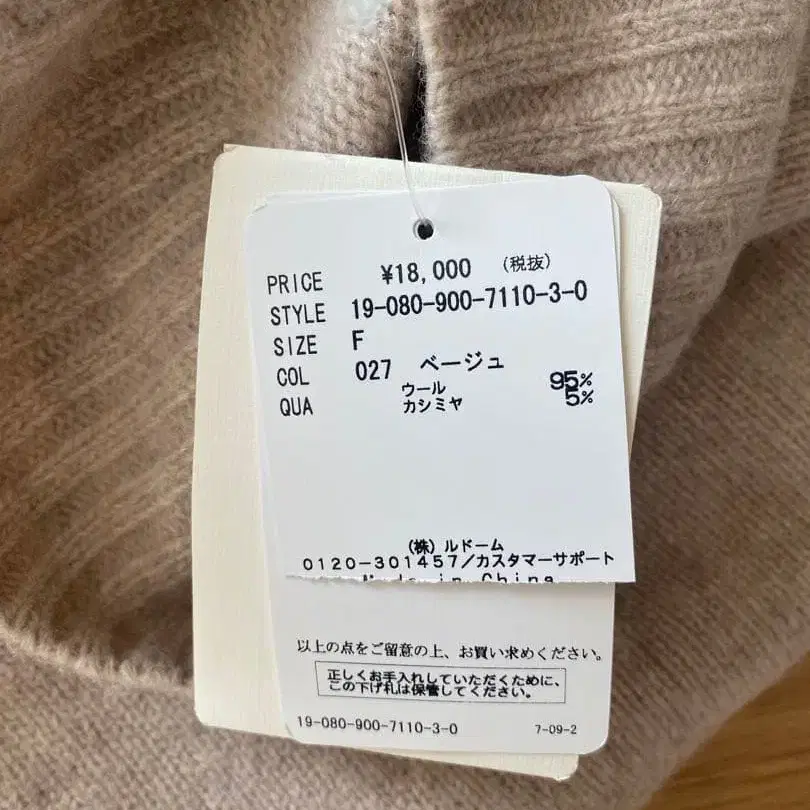 PRICE ¥18,000 (税抜)
STYLE 19-080-900-7110-3-0
SIZE F
COL 027 ベージュ
QUA ウール 95%
カシミヤ 5%
(株) ルドーム
0120-301457/カスタマーサポート
Made in China
以上の点をご留意の上、お買い求めください。
正しくお手入れしていただくために、
この下げ札は保管してください。
19-080-900-7110-3-0 7-09-2